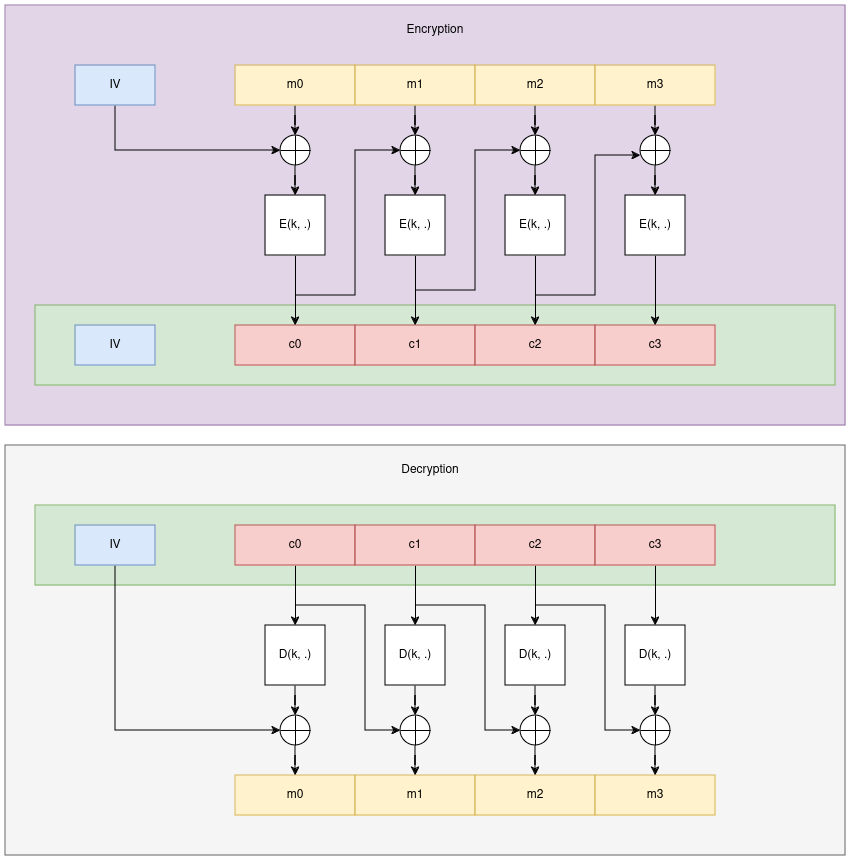 Encryption
IV m0 m1 m2 m3
E(k, .) E(k, .) E(k, .) E(k, .)
IV c0 c1 c2 c3
Decryption
IV c0 c1 c2 c3
D(k, .) D(k, .) D(k, .) D(k, .)
m0 m1 m2 m3